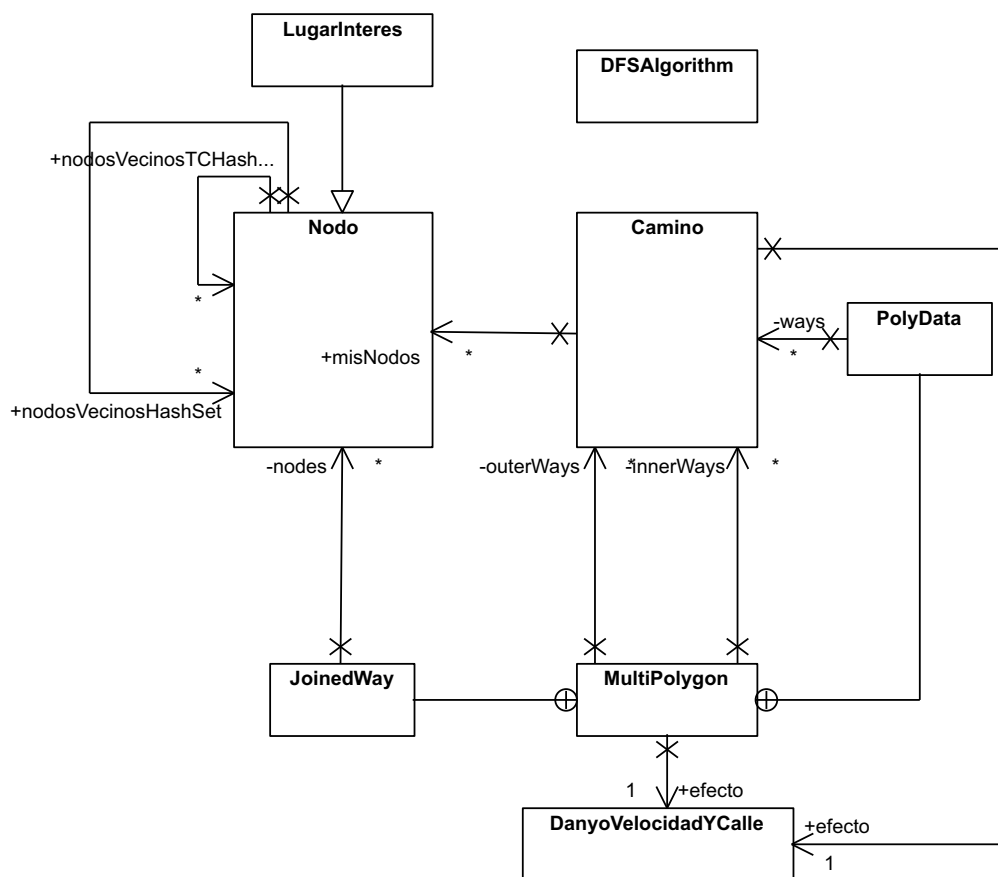 LugarInteres
DFSAlgorithm
+nodosVecinosTCHash...
Nodo
Camino
*
-ways
PolyData
+misNodos
*
*
*
+nodosVecinosHashSet
-nodes
*
-outerWays
*
-innerWays
*
JoinedWay
MultiPolygon
1
+efecto
DanyoVelocidadYCalle
+efecto
1